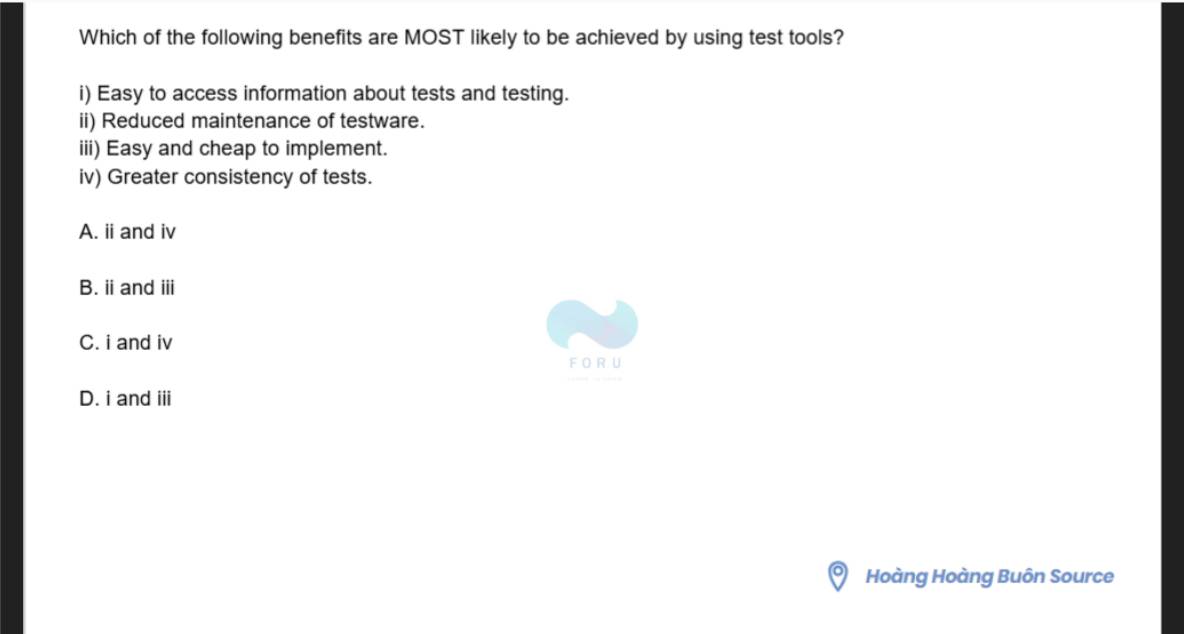 Which of the following benefits are MOST likely to be achieved by using test tools?
i) Easy to access information about tests and testing.
ii) Reduced maintenance of testware.
iii) Easy and cheap to implement.
iv) Greater consistency of tests.
A. ii and iv
B. ii and iii
C. i and iv
D. i and iii
FORU
Hoàng Hoàng Buôn Source